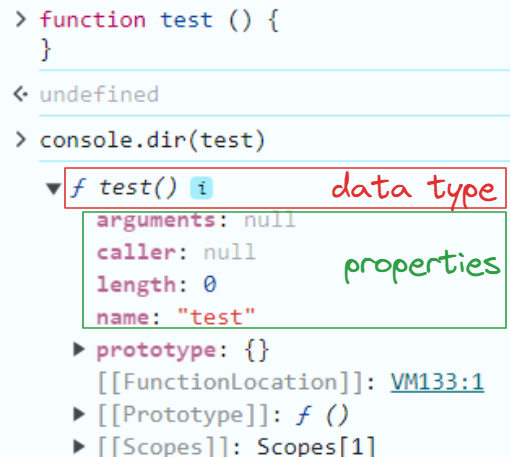 > function test () {
}
undefined
> console.dir(test)
▼ ƒ test() i data type
arguments: null
caller: null
length: 0 properties
name: "test"
▶ prototype: {}
[[FunctionLocation]]: VM133:1
▶ [[Prototype]]: ƒ ()
▶ [[Scopes]]: Scopes[1]